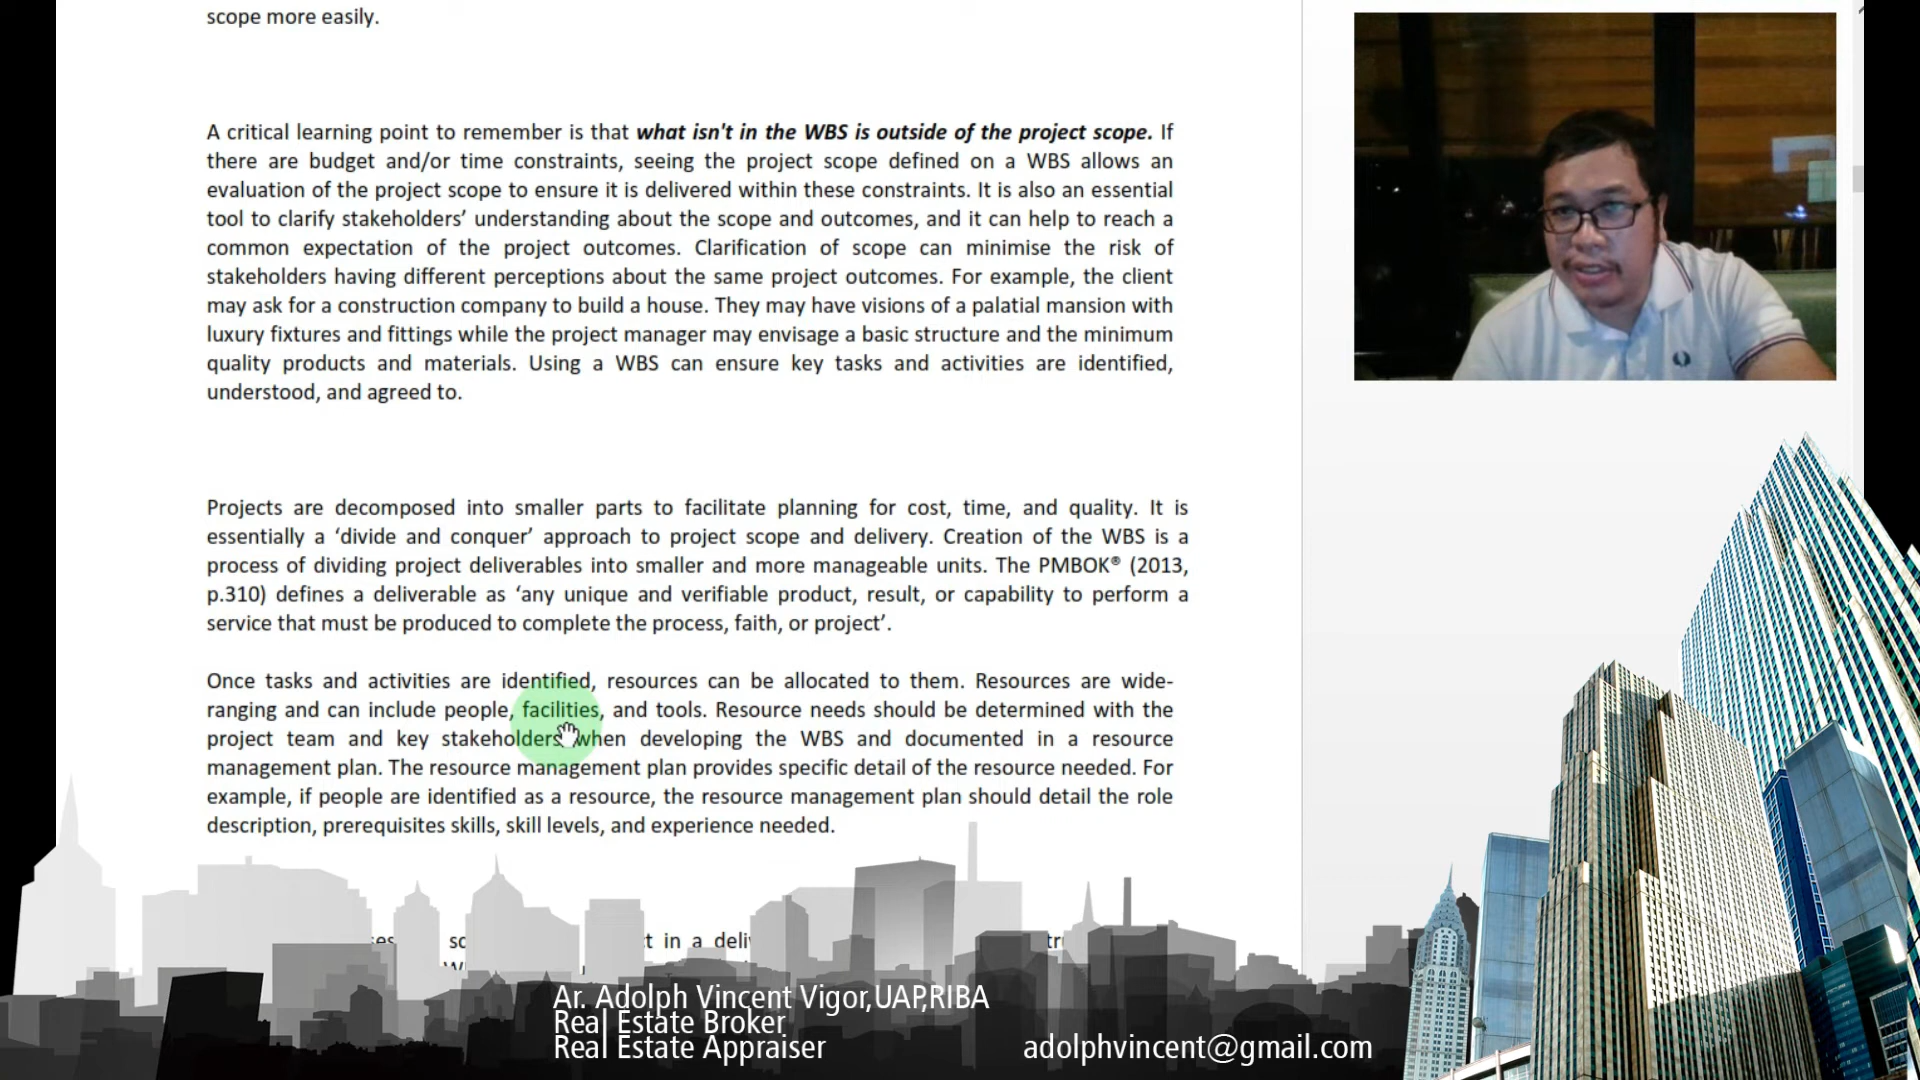 scope more easily.
A critical learning point to remember is that what isn't in the WBS is outside of the project scope. If
there are budget and/or time constraints, seeing the project scope defined on a WBS allows an
evaluation of the project scope to ensure it is delivered within these constraints. It is also an essential
tool to clarify stakeholders’ understanding about the scope and outcomes, and it can help to reach a
common expectation of the project outcomes. Clarification of scope can minimise the risk of
stakeholders having different perceptions about the same project outcomes. For example, the client
may ask for a construction company to build a house. They may have visions of a palatial mansion with
luxury fixtures and fittings while the project manager may envisage a basic structure and the minimum
quality products and materials. Using a WBS can ensure key tasks and activities are identified,
understood, and agreed to.
Projects are decomposed into smaller parts to facilitate planning for cost, time, and quality. It is
essentially a ‘divide and conquer’ approach to project scope and delivery. Creation of the WBS is a
process of dividing project deliverables into smaller and more manageable units. The PMBOK® (2013,
p.310) defines a deliverable as ‘any unique and verifiable product, result, or capability to perform a
service that must be produced to complete the process, faith, or project’.
Once tasks and activities are identified, resources can be allocated to them. Resources are wide-
ranging and can include people, facilities, and tools. Resource needs should be determined with the
project team and key stakeholders when developing the WBS and documented in a resource
management plan. The resource management plan provides specific detail of the resource needed. For
example, if people are identified as a resource, the resource management plan should detail the role
description, prerequisites skills, skill levels, and experience needed.
in a
Ar. Adolph Vincent Vigor,UAP,RIBA
Real Estate Broker
Real Estate Appraiser
adolphvincent@gmail.com